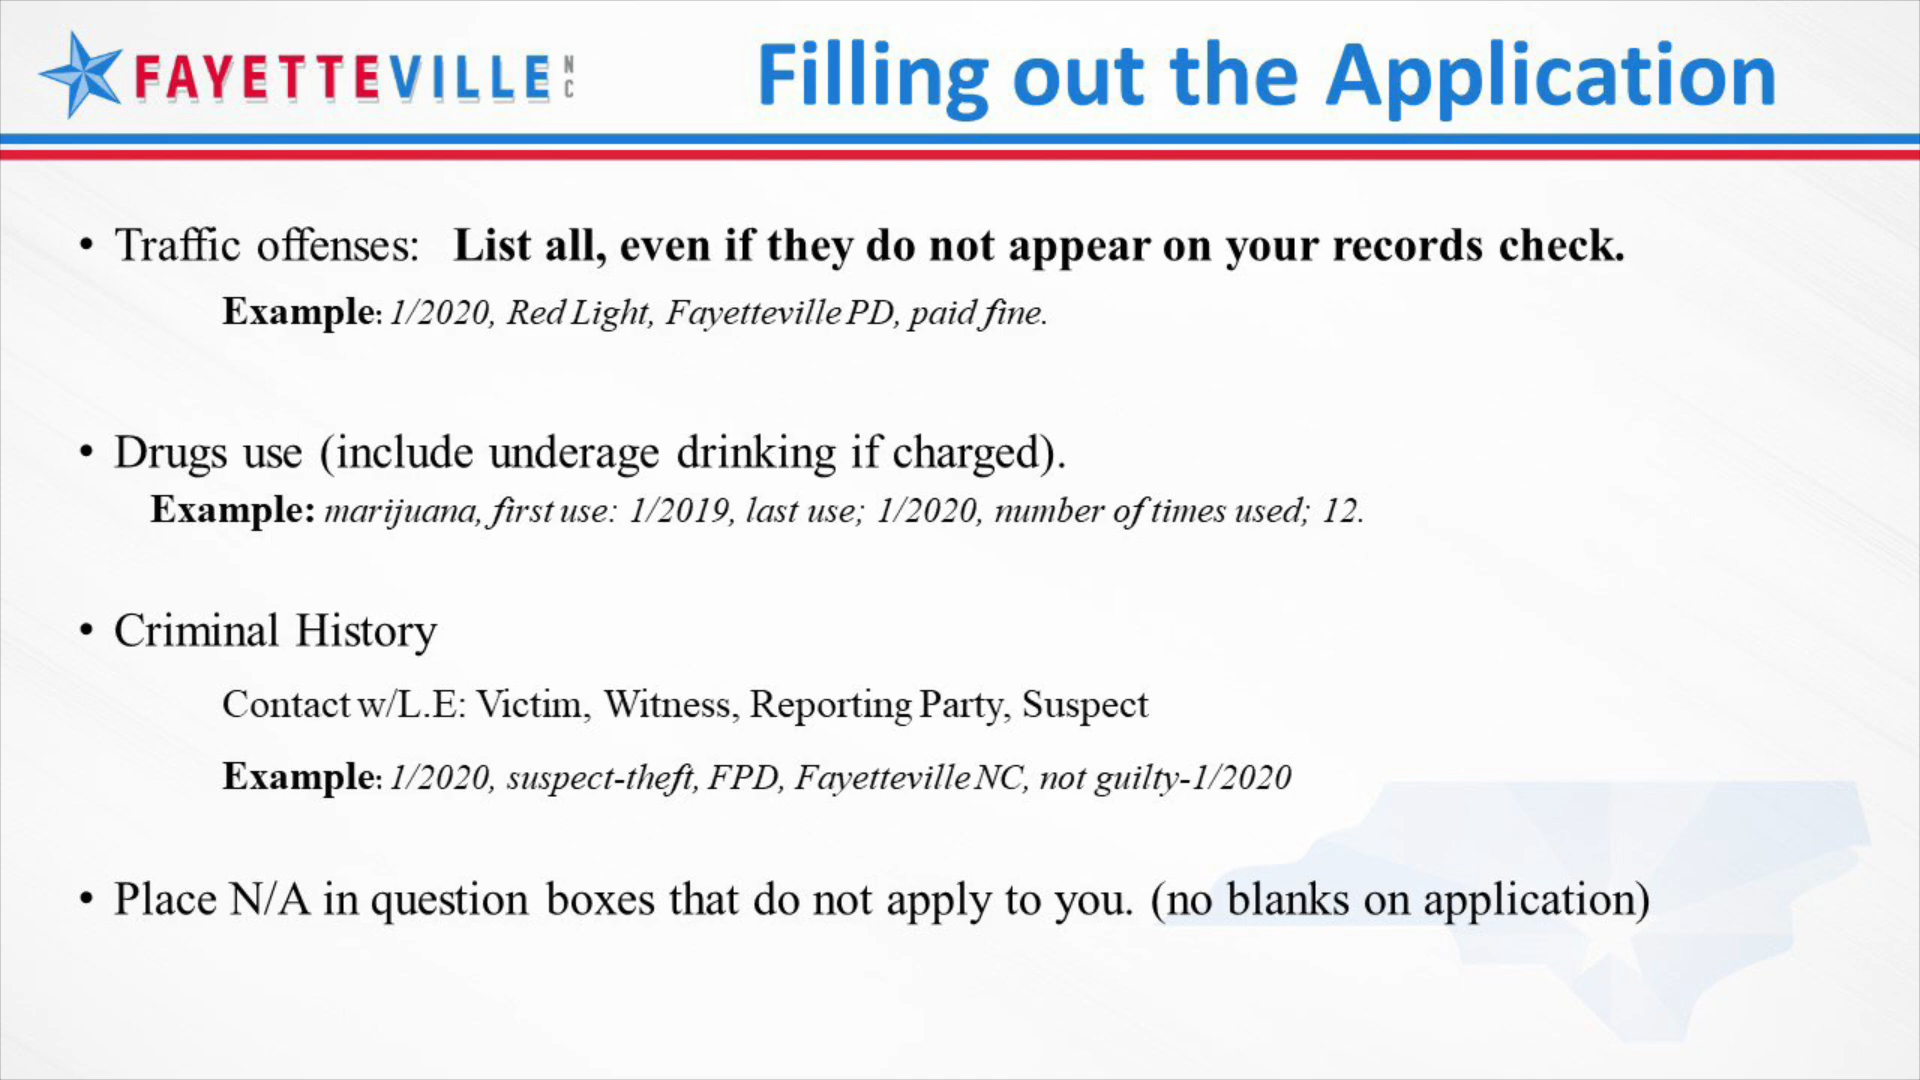 FAYETTEVILLE NC
Filling out the Application
• Traffic offenses: List all, even if they do not appear on your records check.
Example: 1/2020, Red Light, Fayetteville PD, paid fine.
• Drugs use (include underage drinking if charged).
Example: marijuana, first use: 1/2019, last use; 1/2020, number of times used; 12.
• Criminal History
Contact w/L.E: Victim, Witness, Reporting Party, Suspect
Example: 1/2020, suspect-theft, FPD, Fayetteville NC, not guilty-1/2020
• Place N/A in question boxes that do not apply to you. (no blanks on application)